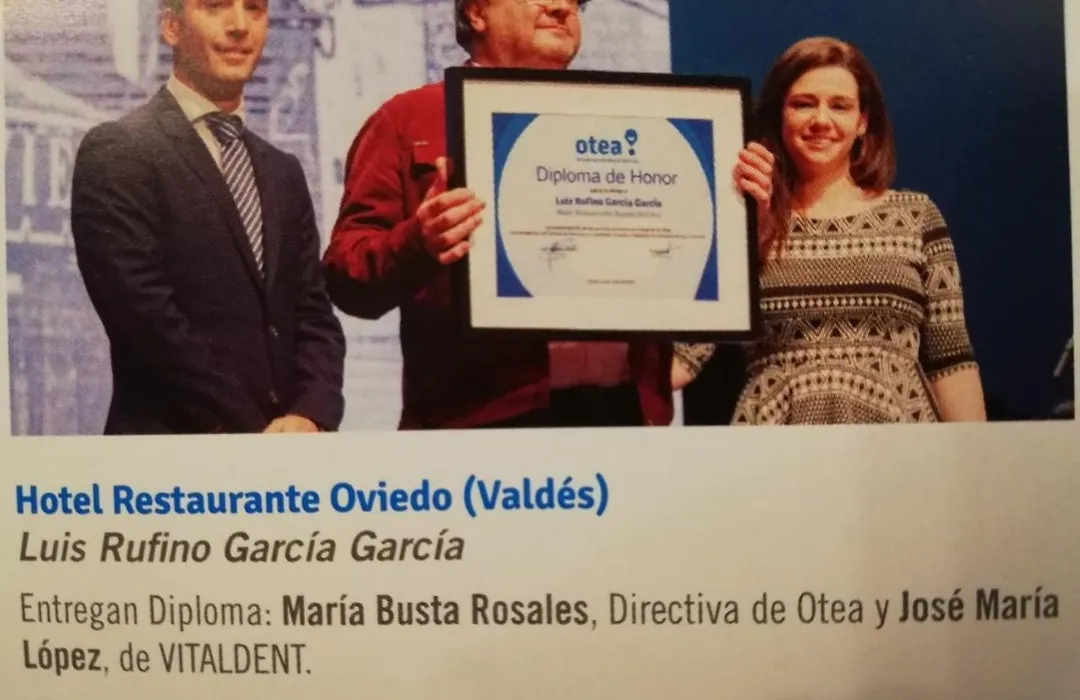 otea
Diploma de Honor
Luis Rufino García García
Hotel Restaurante Oviedo (Valdés)
Luis Rufino García García
Entregan Diploma: María Busta Rosales, Directiva de Otea y José María
López, de VITALDENT.